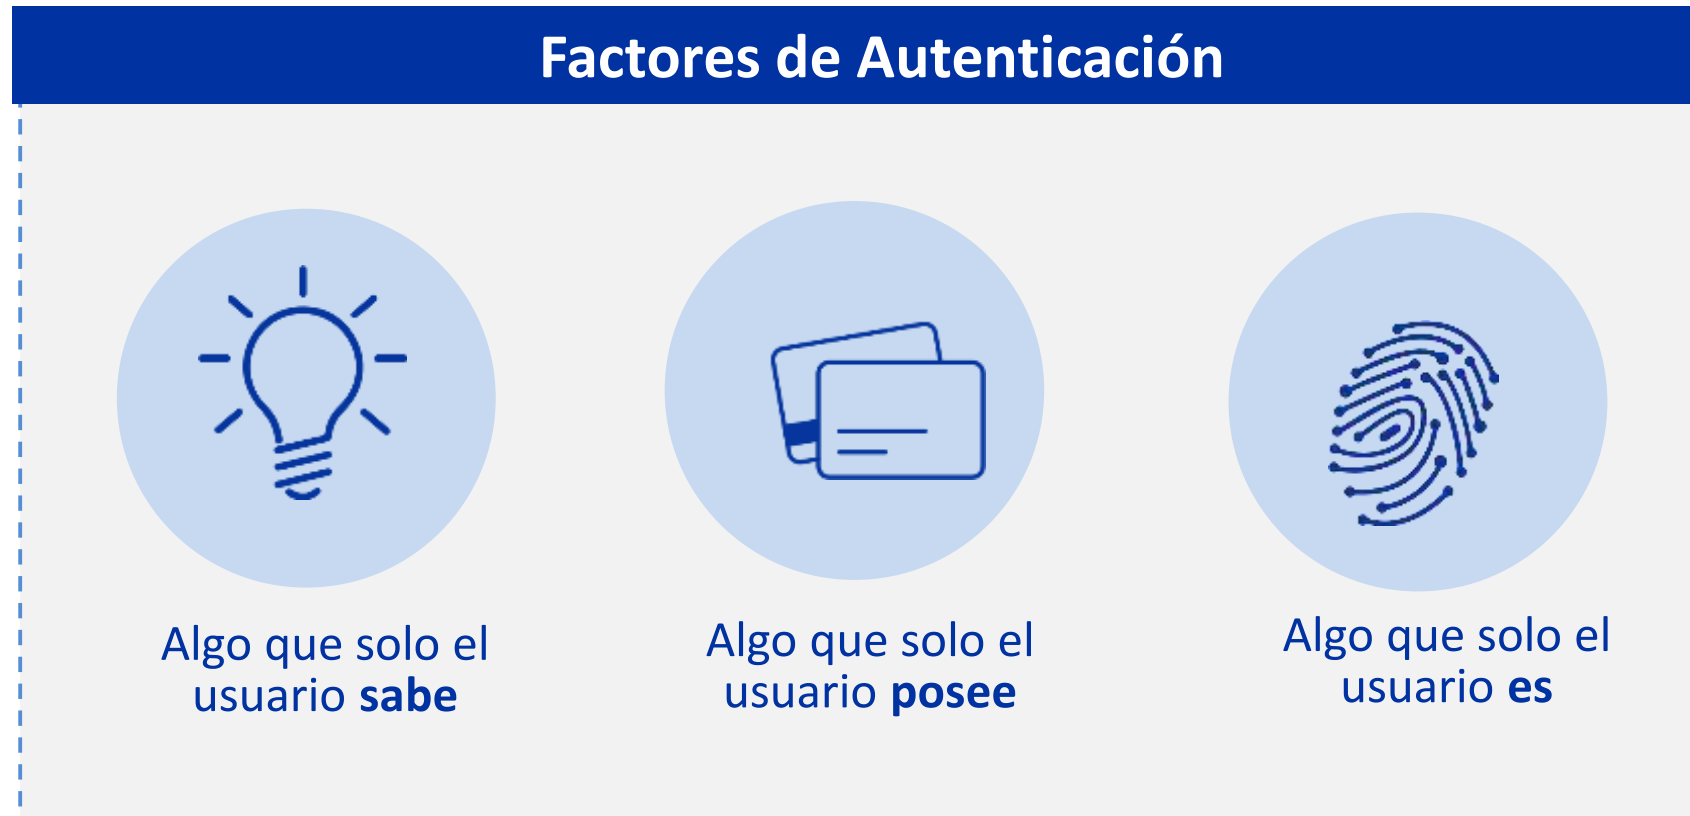 Factores de Autenticación
Algo que solo el
usuario sabe
Algo que solo el
usuario posee
Algo que solo el
usuario es